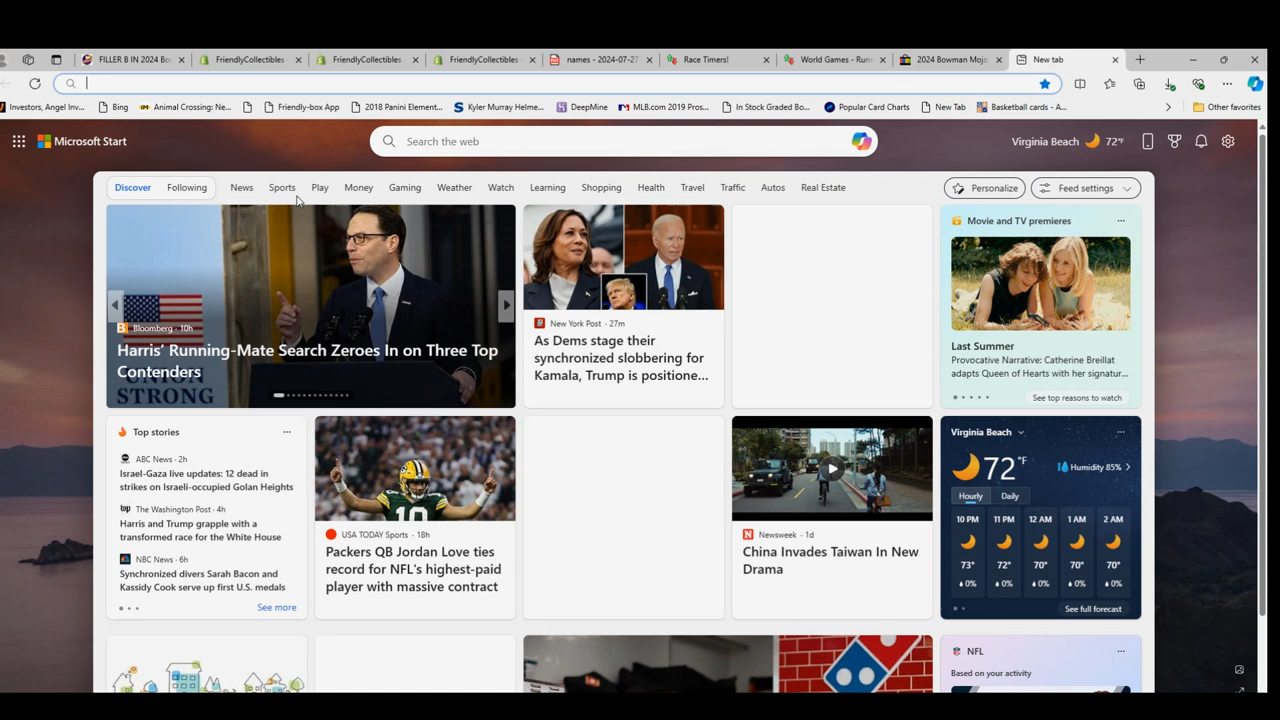 FILLER B IN 2024 Bo
FriendlyCollectibles
FriendlyCollectibles
FriendlyCollectibles
names - 2024-07-27
Race Timers!
World Games - Run
2024 Bowman Mojo
New tab
Investors, Angel Inv...
Bing
Animal Crossing: Ne...
Friendly-box App
2018 Panini Element...
Kyler Murray Helme...
DeepMine
MLB.com 2019 Pros...
In Stock Graded Bo...
Popular Card Charts
New Tab
Basketball cards - A...
Other favorites
Microsoft Start
Search the web
Virginia Beach 72°F
Discover
Following
News
Sports
Play
Money
Gaming
Weather
Watch
Learning
Shopping
Health
Travel
Traffic
Autos
Real Estate
Personalize
Feed settings
Bloomberg · 10h
Harris' Running-Mate Search Zeroes In on Three Top
Contenders
UNION
STRONG
New York Post · 27m
As Dems stage their
synchronized slobbering for
Kamala, Trump is positione...
Movie and TV premieres
Last Summer
Provocative Narrative: Catherine Breillat
adapts Queen of Hearts with her signatur...
See top reasons to watch
Top stories
ABC News · 2h
Israel-Gaza live updates: 12 dead in
strikes on Israeli-occupied Golan Heights
The Washington Post · 4h
Harris and Trump grapple with a
transformed race for the White House
NBC News · 6h
Synchronized divers Sarah Bacon and
Kassidy Cook serve up first U.S. medals
See more
USA TODAY Sports · 18h
Packers QB Jordan Love ties
record for NFL's highest-paid
player with massive contract
Newsweek · 1d
China Invades Taiwan In New
Drama
Virginia Beach
72°F
Humidity 85%
Hourly
Daily
10 PM 11 PM 12 AM 1 AM 2 AM
73° 72° 70° 70° 70°
0% 0% 0% 0% 0%
See full forecast
NFL
Based on your activity